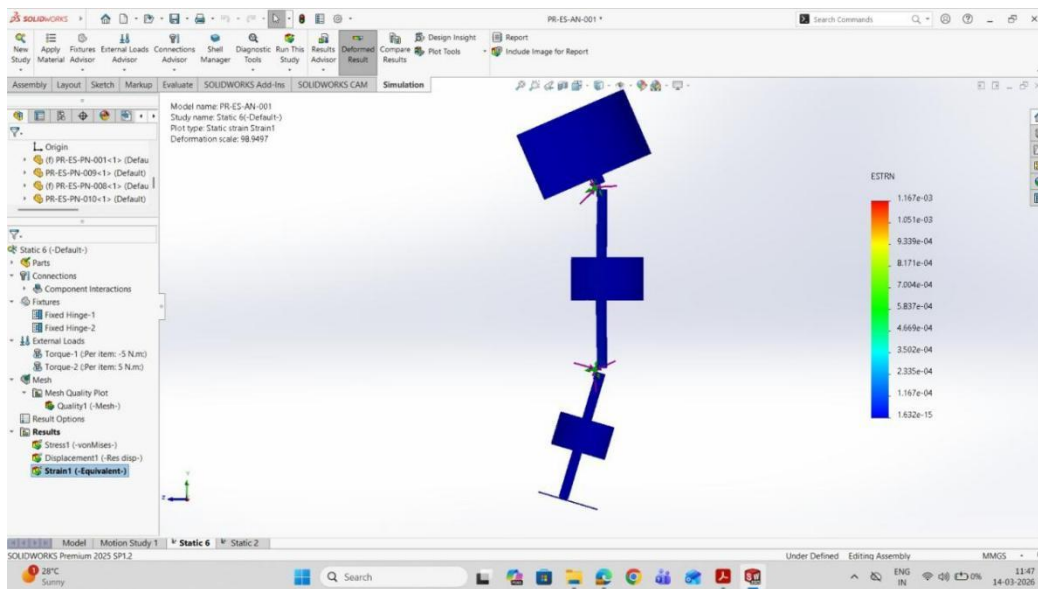 SOLIDWORKS
PR-ES-AN-001 *
Search Commands
New Study
Apply Material
Fixtures Advisor
External Loads Advisor
Connections Advisor
Shell Manager
Diagnostic Tools
Run This Study
Results Advisor
Deformed Result
Compare Results
Design Insight
Plot Tools
Report
Include Image for Report
Assembly Layout Sketch Markup Evaluate SOLIDWORKS Add-Ins SOLIDWORKS CAM Simulation
Model name: PR-ES-AN-001
Study name: Static 6(-Default-)
Plot type: Static strain Strain1
Deformation scale: 98.9497
Origin
(f) PR-ES-PN-001<1> (Defau
PR-ES-PN-009<1> (Default)
(f) PR-ES-PN-008<1> (Defau
PR-ES-PN-010<1> (Default)
Static 6 (-Default-)
Parts
Connections
Component Interactions
Fixtures
Fixed Hinge-1
Fixed Hinge-2
External Loads
Torque-1 (:Per item: -5 N.m:)
Torque-2 (:Per item: 5 N.m:)
Mesh
Mesh Quality Plot
Quality1 (-Mesh-)
Result Options
Results
Stress1 (-vonMises-)
Displacement1 (-Res disp-)
Strain1 (-Equivalent-)
ESTRN
1.167e-03
1.051e-03
9.339e-04
8.171e-04
7.004e-04
5.837e-04
4.669e-04
3.502e-04
2.335e-04
1.167e-04
1.632e-15
Y
Z
Model Motion Study 1 Static 6 Static 2
SOLIDWORKS Premium 2025 SP1.2
Under Defined Editing Assembly MMGS
1
28°C
Sunny
Search
ENG
IN
0%
11:47
14-03-2026